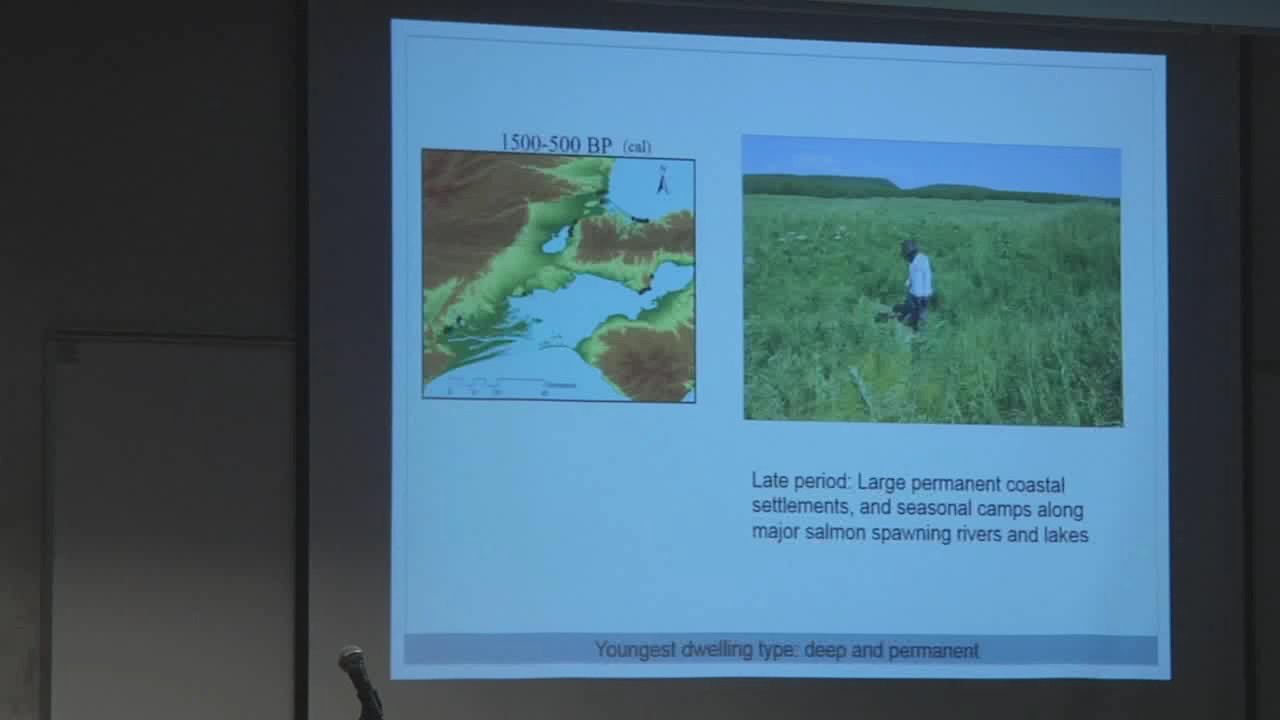 1500-500 BP (cal)
N
Late period: Large permanent coastal
settlements, and seasonal camps along
major salmon spawning rivers and lakes
Youngest dwelling type: deep and permanent